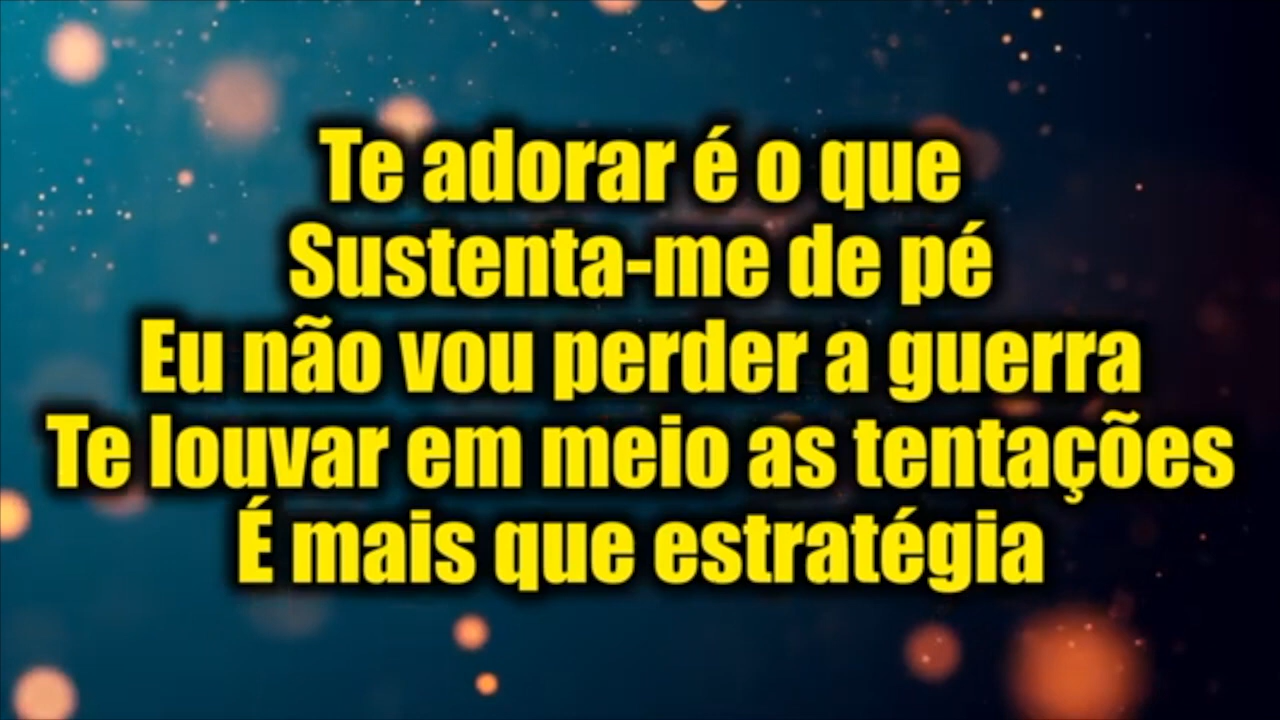 Te adorar é o que
Sustenta-me de pé
Eu não vou perder a guerra
Te louvar em meio as tentações
É mais que estratégia